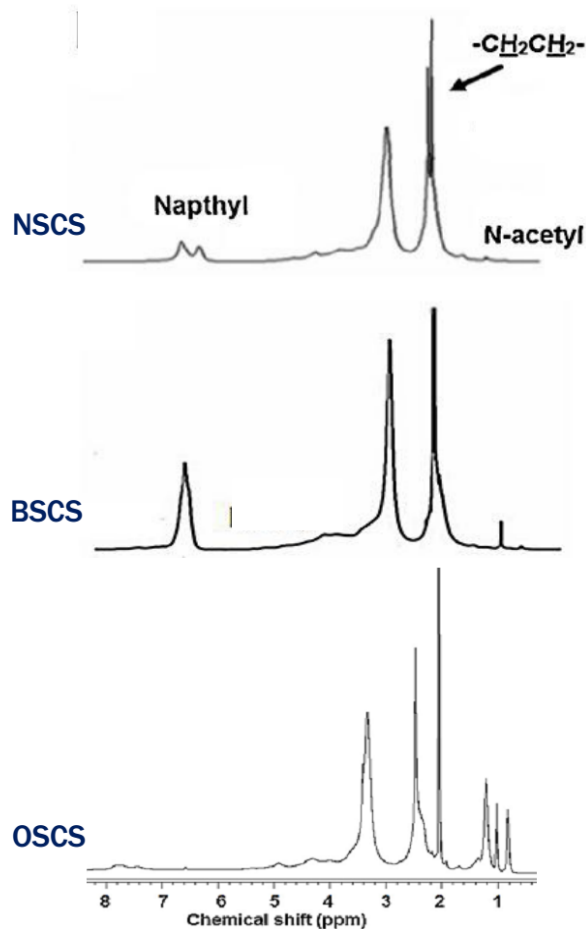 -CH2CH2-
Napthyl
NSCS
N-acetyl
BSCS
OSCS
8 7 6 5 4 3 2 1
Chemical shift (ppm)